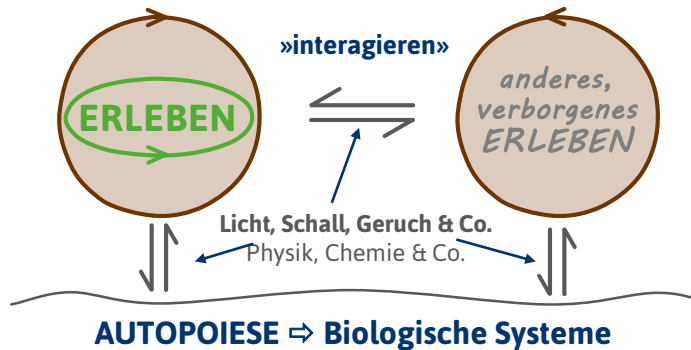 »interagieren»
ERLEBEN
anderes,
verborgenes
ERLEBEN
Licht, Schall, Geruch & Co.
Physik, Chemie & Co.
AUTOPOIESE ⇨ Biologische Systeme